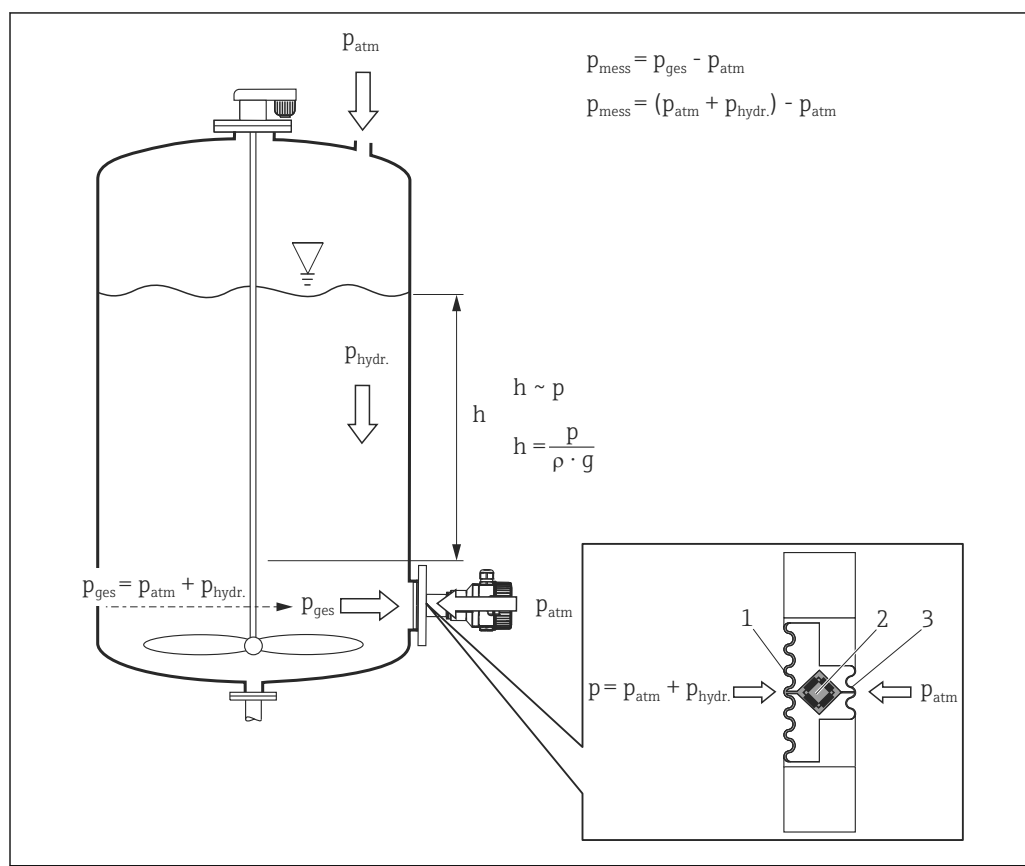 p_atm
p_mess = p_ges - p_atm
p_mess = (p_atm + p_hydr.) - p_atm
p_hydr.
h
h ~ p
h = p / ρ · g
p_ges = p_atm + p_hydr.
p_ges
p_atm
1
2
3
p = p_atm + p_hydr.
p_atm